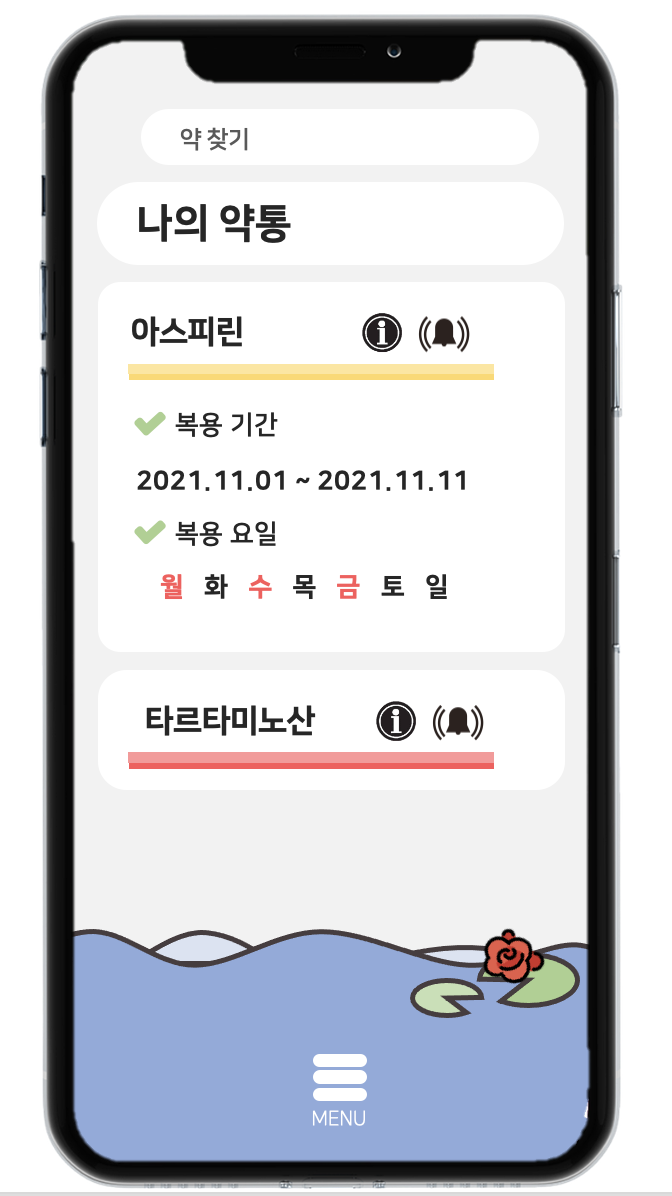 약 찾기
나의 약통
아스피린
복용 기간
2021.11.01 ~ 2021.11.11
복용 요일
월 화 수 목 금 토 일
타르타미노산
MENU